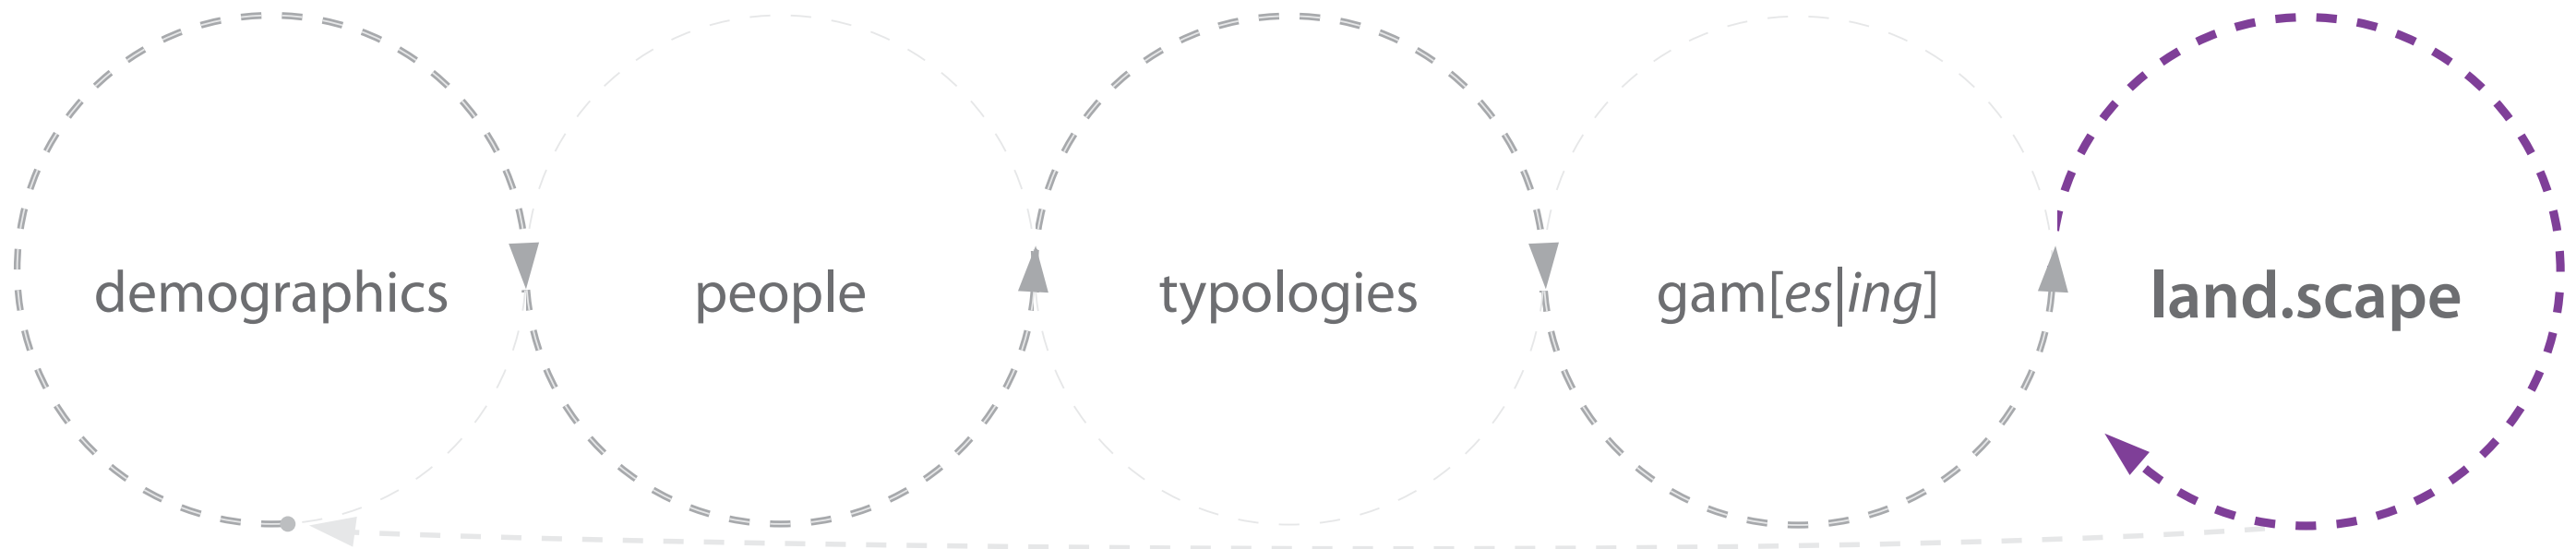 demographics
people
typologies
gam[es|ing]
land.scape